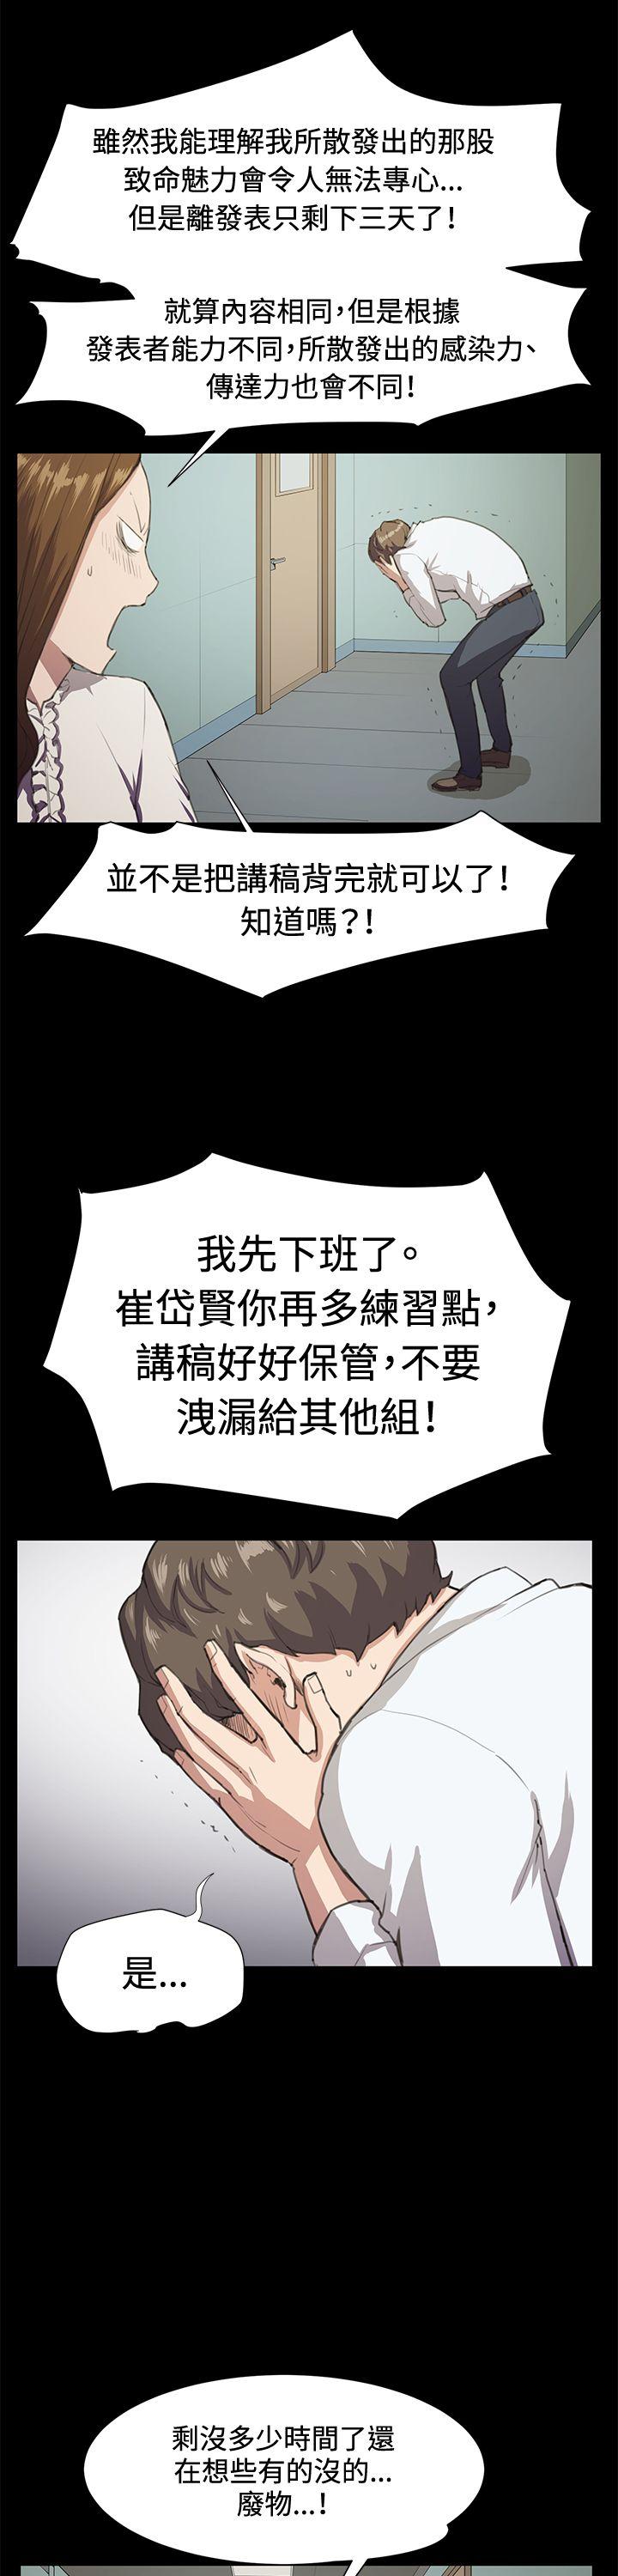 雖然我能理解我所散發出的那股
致命魅力會令人無法專心...
但是離發表只剩下三天了!
就算內容相同,但是根據
發表者能力不同,所散發出的感染力、
傳達力也會不同!
並不是把講稿背完就可以了!
知道嗎?!
我先下班了。
崔岱賢你再多練習點,
講稿好好保管,不要
洩漏給其他組!
是...
剩沒多少時間了還
在想些有的沒的...
廢物...!